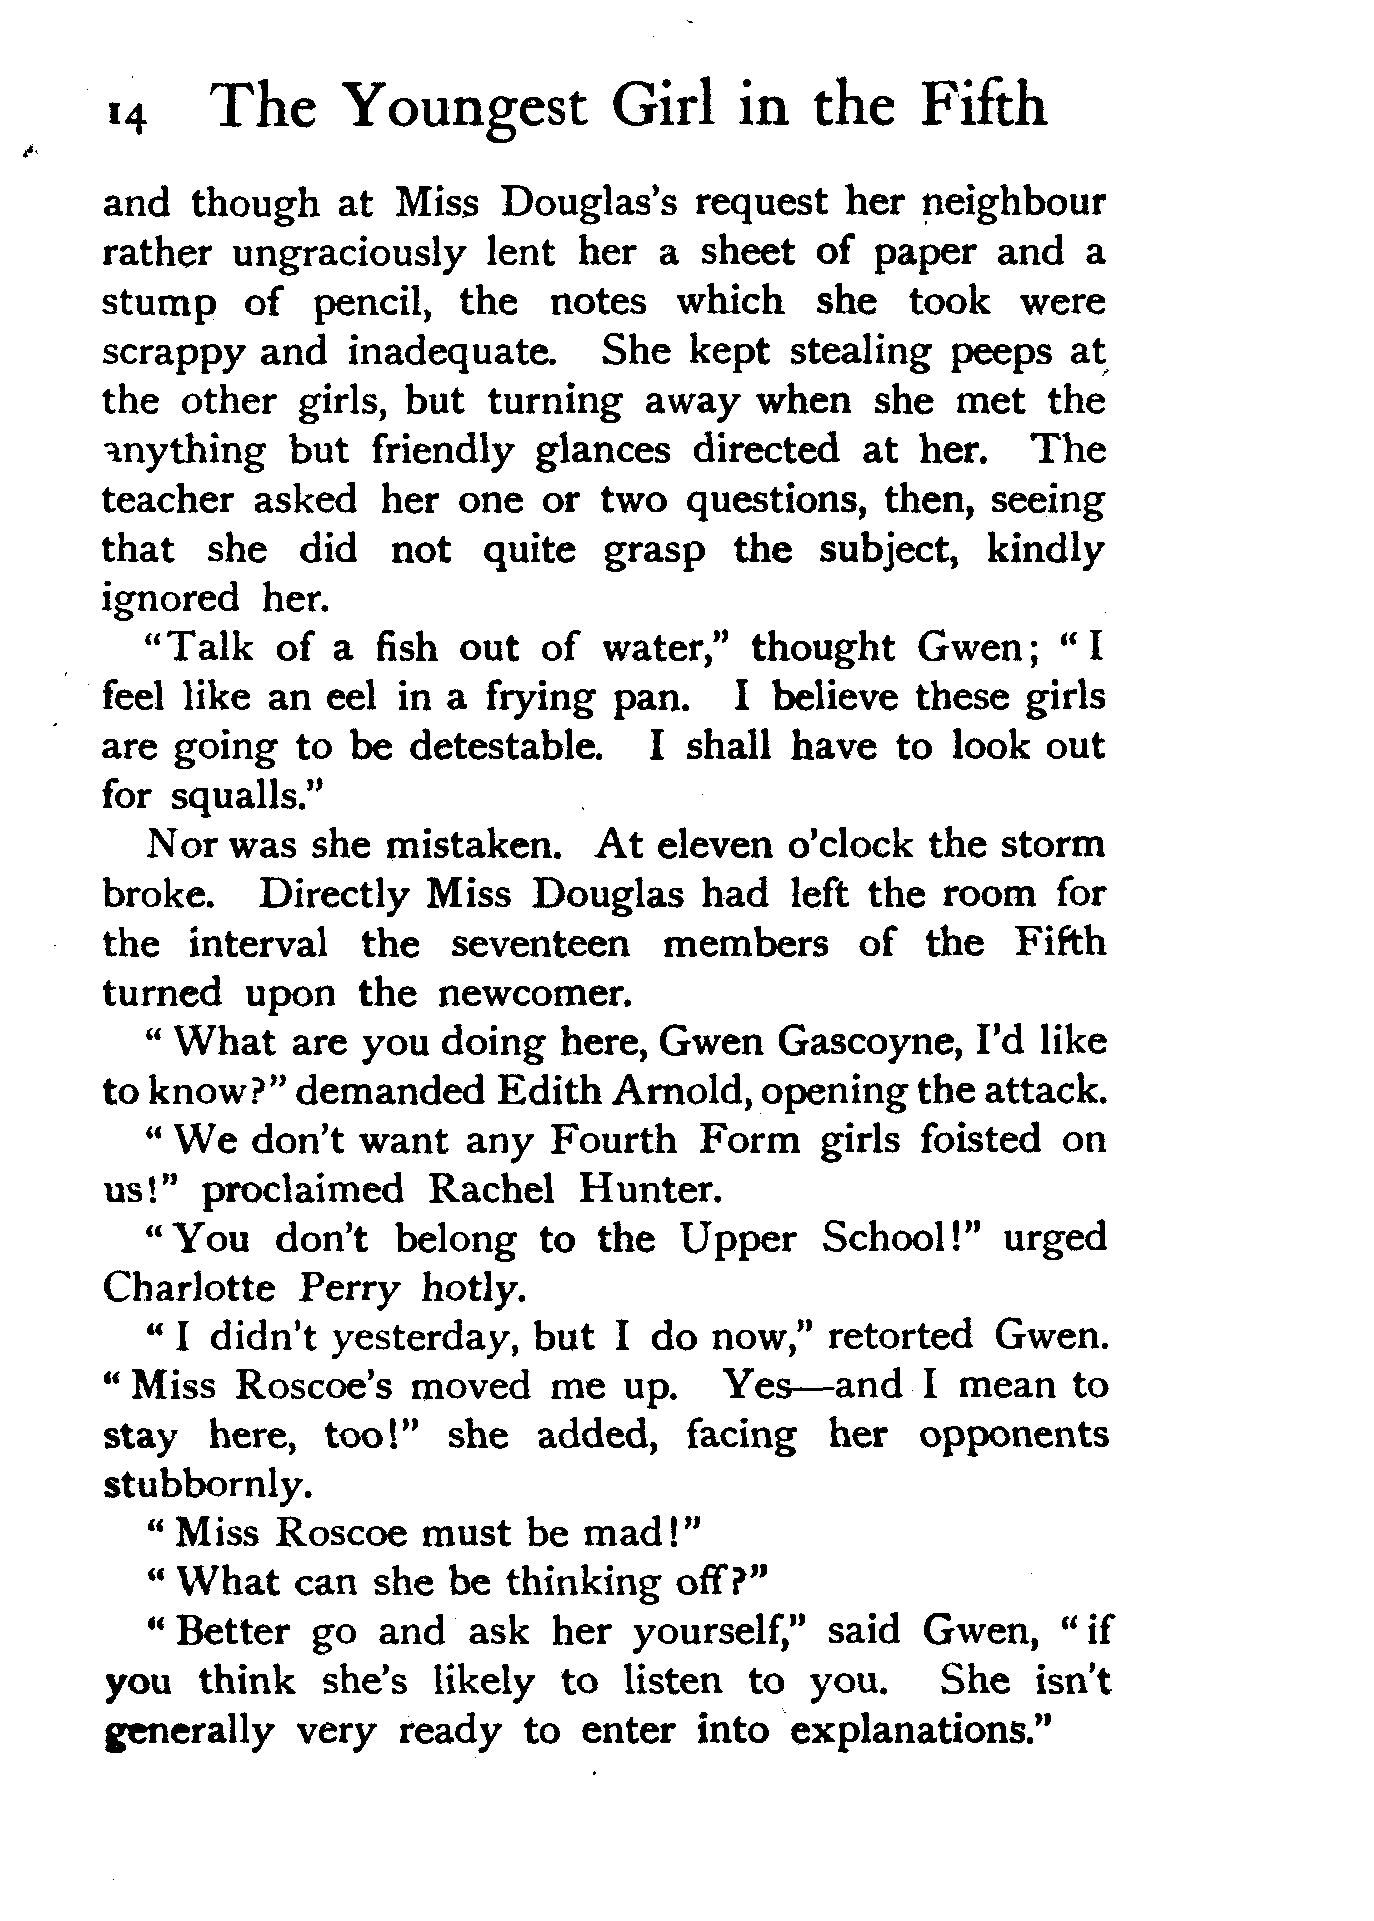 14 The Youngest Girl in the Fifth
and though at Miss Douglas's request her neighbour
rather ungraciously lent her a sheet of paper and a
stump of pencil, the notes which she took were
scrappy and inadequate. She kept stealing peeps at
the other girls, but turning away when she met the
anything but friendly glances directed at her. The
teacher asked her one or two questions, then, seeing
that she did not quite grasp the subject, kindly
ignored her.
"Talk of a fish out of water," thought Gwen; "I
feel like an eel in a frying pan. I believe these girls
are going to be detestable. I shall have to look out
for squalls."
Nor was she mistaken. At eleven o'clock the storm
broke. Directly Miss Douglas had left the room for
the interval the seventeen members of the Fifth
turned upon the newcomer.
"What are you doing here, Gwen Gascoyne, I'd like
to know?" demanded Edith Arnold, opening the attack.
"We don't want any Fourth Form girls foisted on
us!" proclaimed Rachel Hunter.
"You don't belong to the Upper School!" urged
Charlotte Perry hotly.
"I didn't yesterday, but I do now," retorted Gwen.
"Miss Roscoe's moved me up. Yes—and I mean to
stay here, too!" she added, facing her opponents
stubbornly.
"Miss Roscoe must be mad!"
"What can she be thinking off?"
"Better go and ask her yourself," said Gwen, "if
you think she's likely to listen to you. She isn't
generally very ready to enter into explanations."